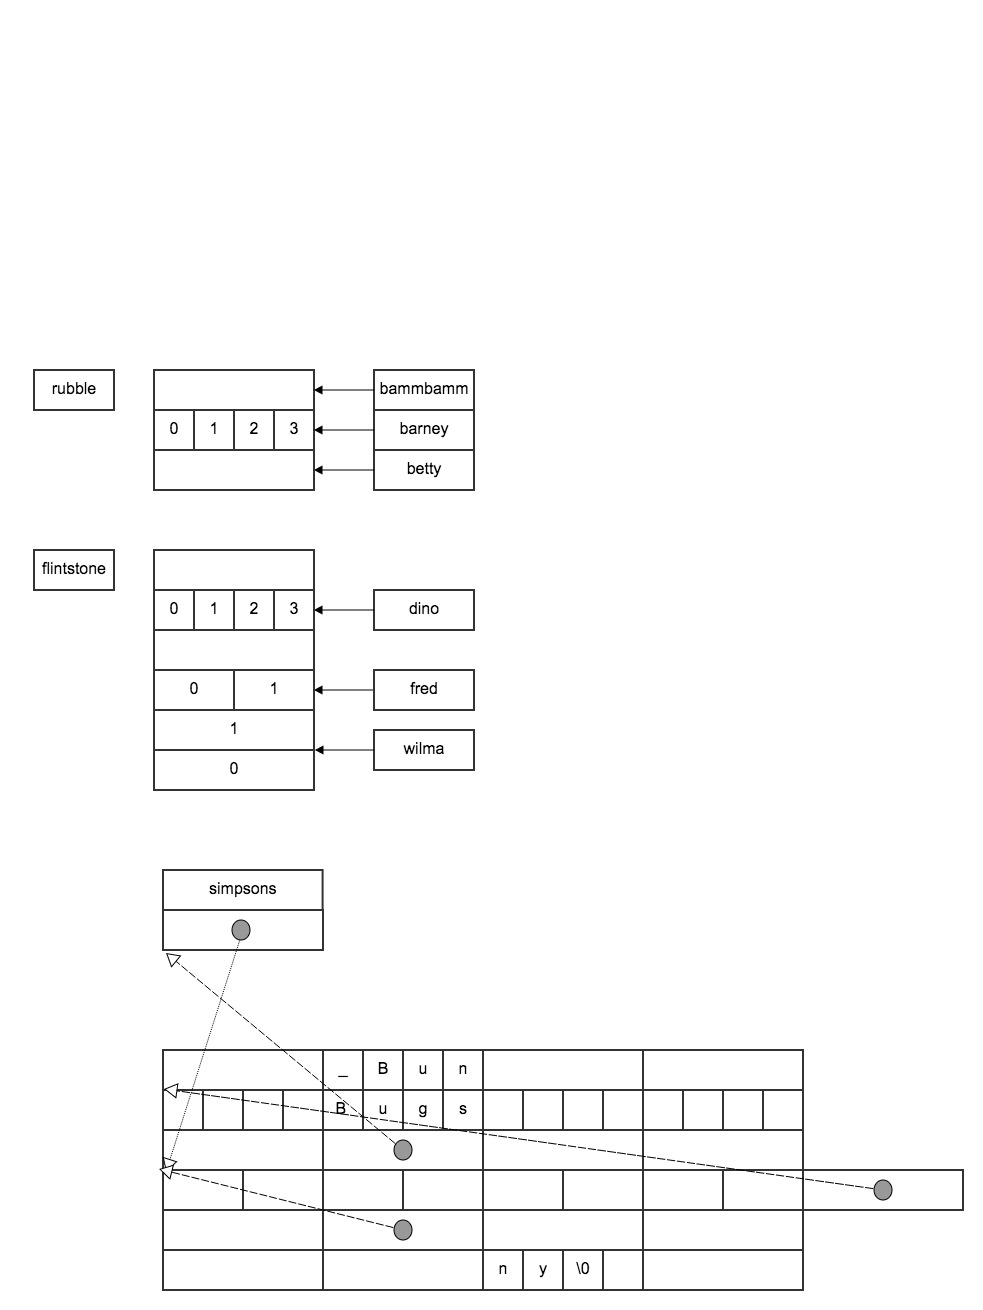 rubble bammbamm
0 1 2 3 barney
betty
flintstone
0 1 2 3 dino
0 1 fred
1
wilma
0
simpsons
_ B u n
B u g s
n y \0